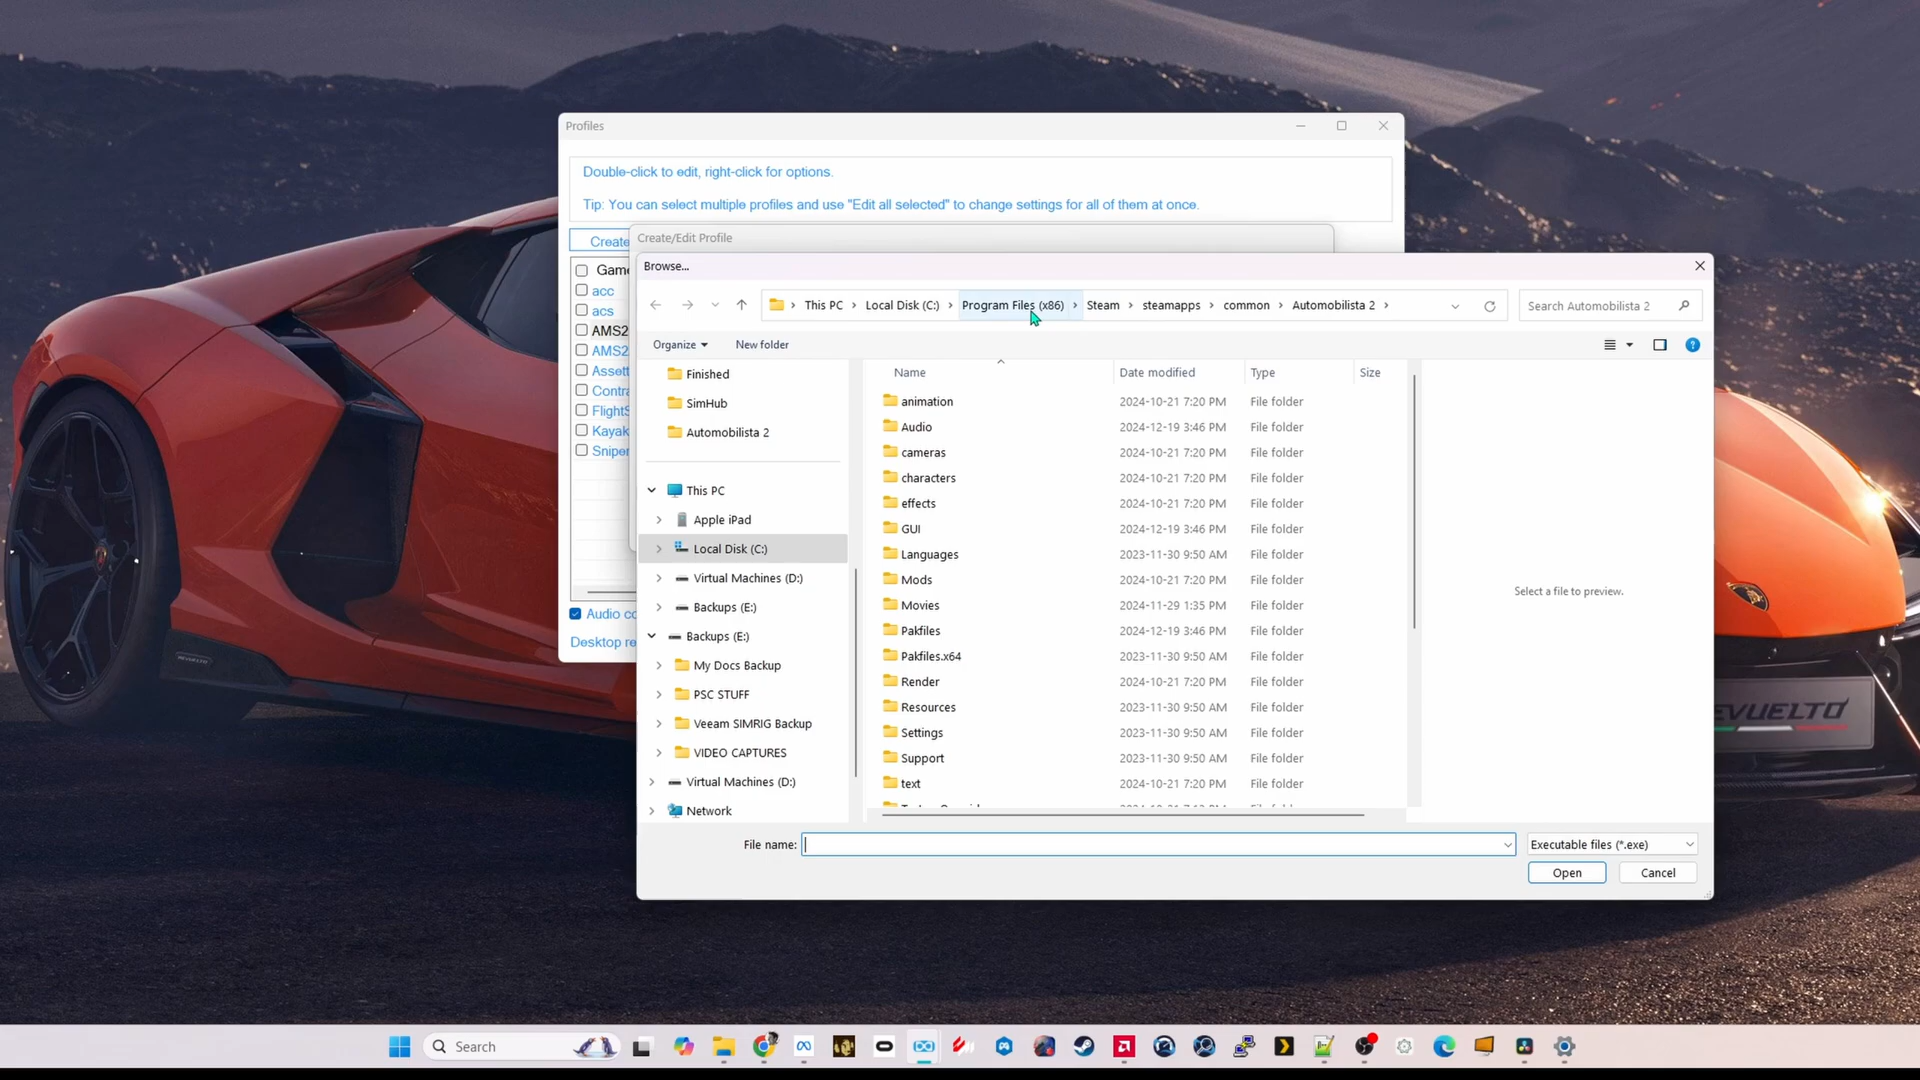 Profiles
Double-click to edit, right-click for options.
Tip: You can select multiple profiles and use "Edit all selected" to change settings for all of them at once.
Create
Create/Edit Profile
Game
acc
acs
AMS2
AMS2
Assett
Contra
FlightS
Kayak
Sniper
Audio co
Desktop re
Browse...
This PC
Local Disk (C:)
Program Files (x86)
Steam
steamapps
common
Automobilista 2
Search Automobilista 2
Organize
New folder
Finished
SimHub
Automobilista 2
This PC
Apple iPad
Local Disk (C:)
Virtual Machines (D:)
Backups (E:)
Backups (E:)
My Docs Backup
PSC STUFF
Veeam SIMRIG Backup
VIDEO CAPTURES
Virtual Machines (D:)
Network
Name Date modified Type Size
animation 2024-10-21 7:20 PM File folder
Audio 2024-12-19 3:46 PM File folder
cameras 2024-10-21 7:20 PM File folder
characters 2024-10-21 7:20 PM File folder
effects 2024-10-21 7:20 PM File folder
GUI 2024-12-19 3:46 PM File folder
Languages 2023-11-30 9:50 AM File folder
Mods 2024-10-21 7:20 PM File folder
Movies 2024-11-29 1:35 PM File folder
Pakfiles 2024-12-19 3:46 PM File folder
Pakfiles.x64 2023-11-30 9:50 AM File folder
Render 2024-10-21 7:20 PM File folder
Resources 2023-11-30 9:50 AM File folder
Settings 2023-11-30 9:50 AM File folder
Support 2023-11-30 9:50 AM File folder
text 2024-10-21 7:20 PM File folder
Select a file to preview.
File name:
Executable files (*.exe)
Open
Cancel
EVUELTO
Search